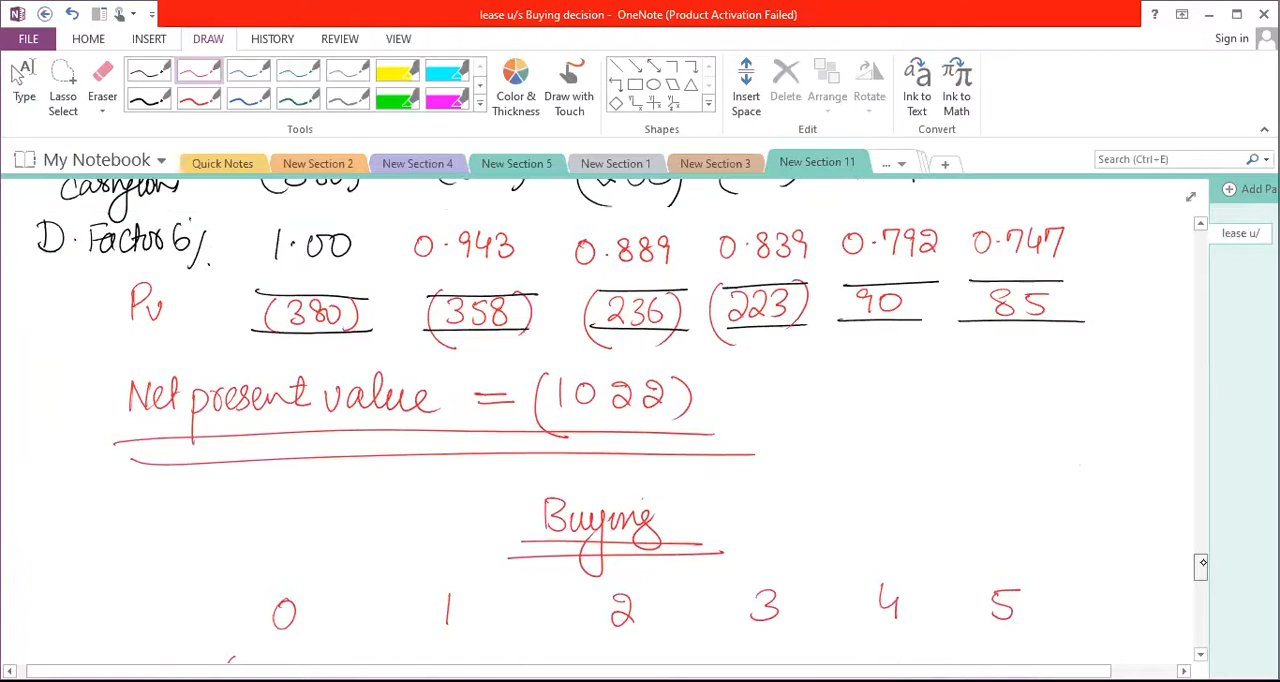 lease u/s Buying decision - OneNote (Product Activation Failed)
FILE HOME INSERT DRAW HISTORY REVIEW VIEW Sign in
Type Lasso Select Eraser Color & Thickness Draw with Touch Insert Space Delete Arrange Rotate Ink to Text Ink to Math
Tools Shapes Edit Convert
My Notebook Quick Notes New Section 2 New Section 4 New Section 5 New Section 1 New Section 3 New Section 11 ... Search (Ctrl+E)
Add Pa
lease u/
Cashflows
D. Factor 6% 1.00 0.943 0.889 0.839 0.792 0.747
Pv (380) (358) (236) (223) 90 85
Net present value = (1022)
Buying
0 1 2 3 4 5